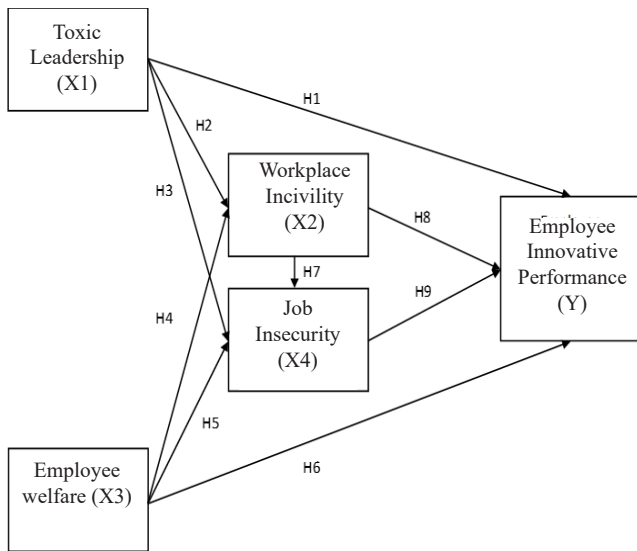 Toxic
Leadership
(X1)
H1
H2
H3
Workplace
Incivility
(X2)
H8
Employee
Innovative
Performance
(Y)
H7
H4
Job
Insecurity
(X4)
H9
H5
H6
Employee
welfare (X3)